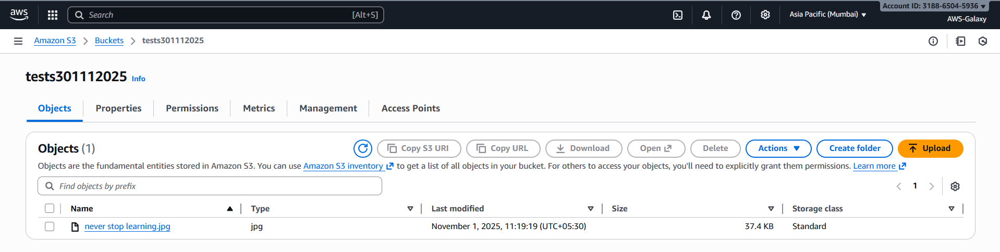 aws
Search [Alt+S]
Asia Pacific (Mumbai)
Account ID: 3188-6504-5936
AWS-Galaxy
Amazon S3 Buckets tests301112025
tests301112025 Info
Objects Properties Permissions Metrics Management Access Points
Objects (1)
Copy S3 URI Copy URL Download Open Delete Actions Create folder Upload
Objects are the fundamental entities stored in Amazon S3. You can use Amazon S3 inventory to get a list of all objects in your bucket. For others to access your objects, you'll need to explicitly grant them permissions. Learn more
Find objects by prefix
1
Name Type Last modified Size Storage class
never stop learning.jpg jpg November 1, 2025, 11:19:19 (UTC+05:30) 37.4 KB Standard